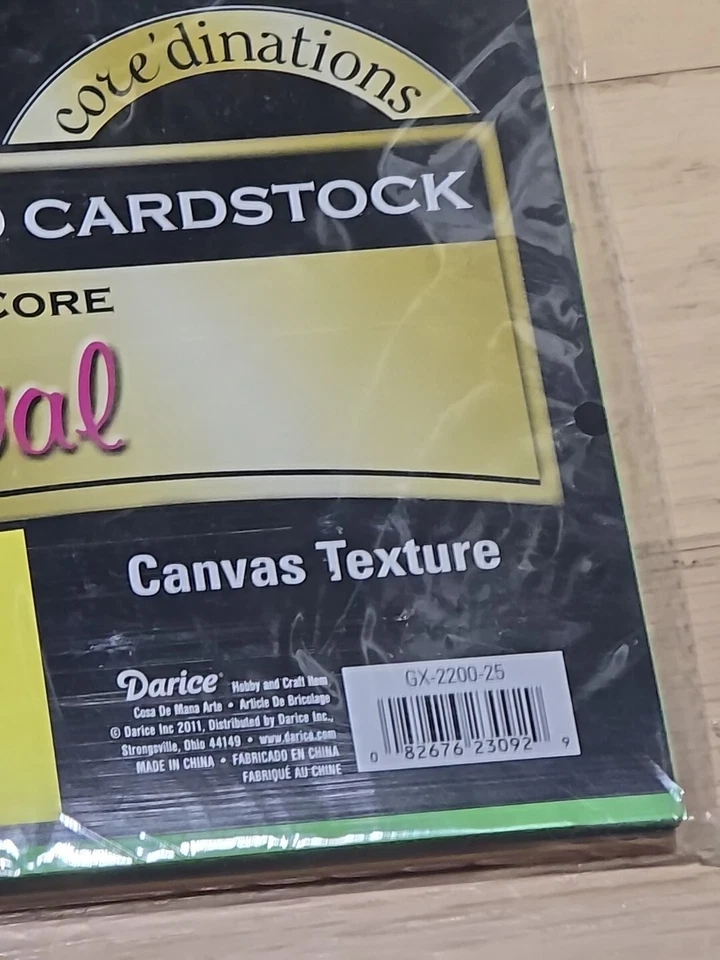 core'dinations
CARDSTOCK
CORE
al
Canvas Texture
Darice® Hobby and Craft Item
Cosa De Mana Arte • Article De Bricolage
© Darice Inc 2011, Distributed by Darice Inc.,
Strongsville, Ohio 44149 • www.darice.com
MADE IN CHINA • FABRICADO EN CHINA
FABRIQUÉ AU CHINE
GX-2200-25
0 82676 23092 9